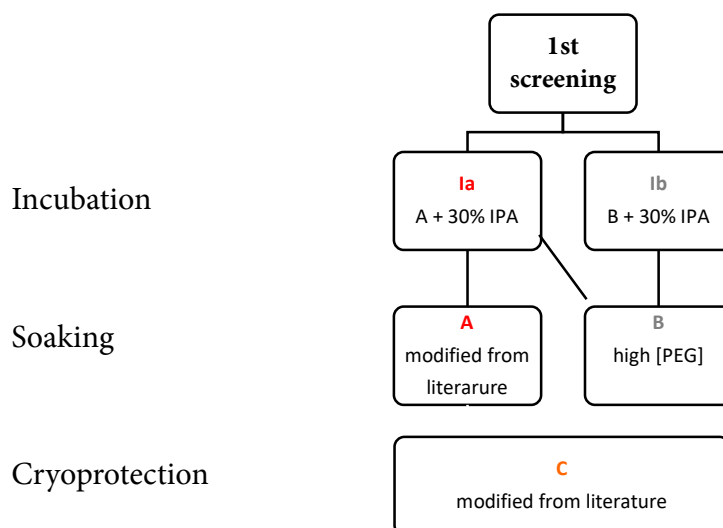 1st
screening
Incubation
Ia
A + 30% IPA
Ib
B + 30% IPA
Soaking
A
modified from
literarure
B
high [PEG]
Cryoprotection
C
modified from literature